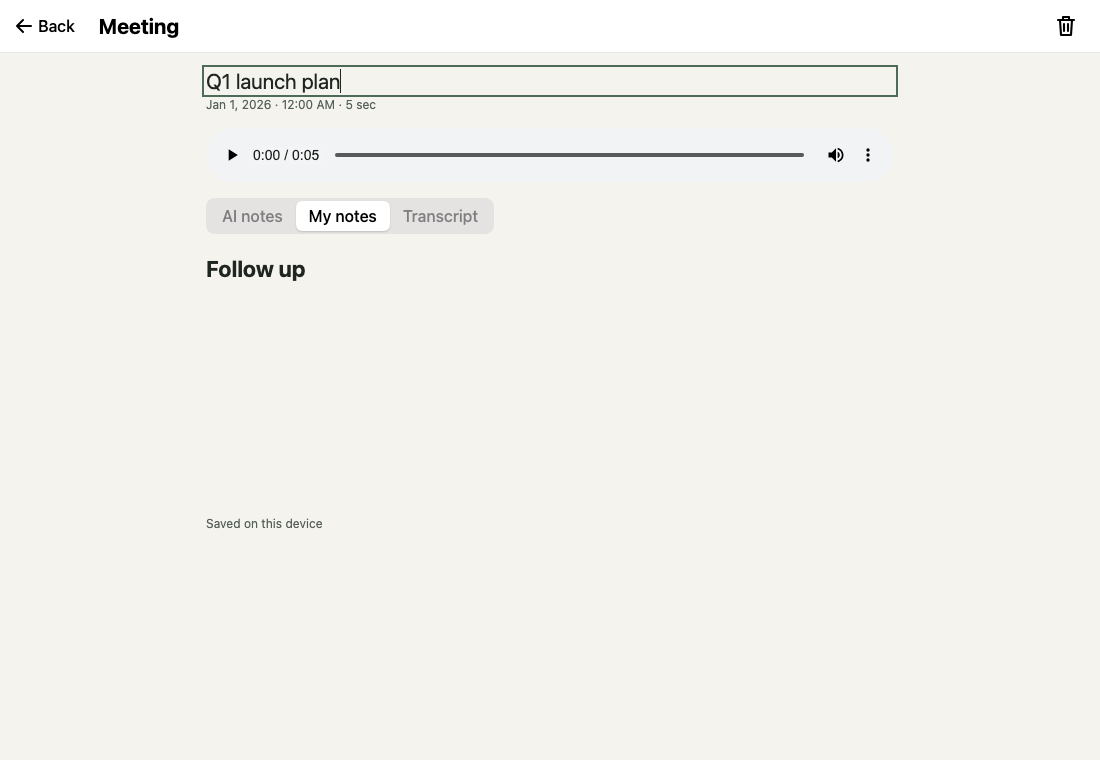 Back Meeting
Q1 launch plan
Jan 1, 2026 · 12:00 AM · 5 sec
0:00 / 0:05
AI notes My notes Transcript
Follow up
Saved on this device